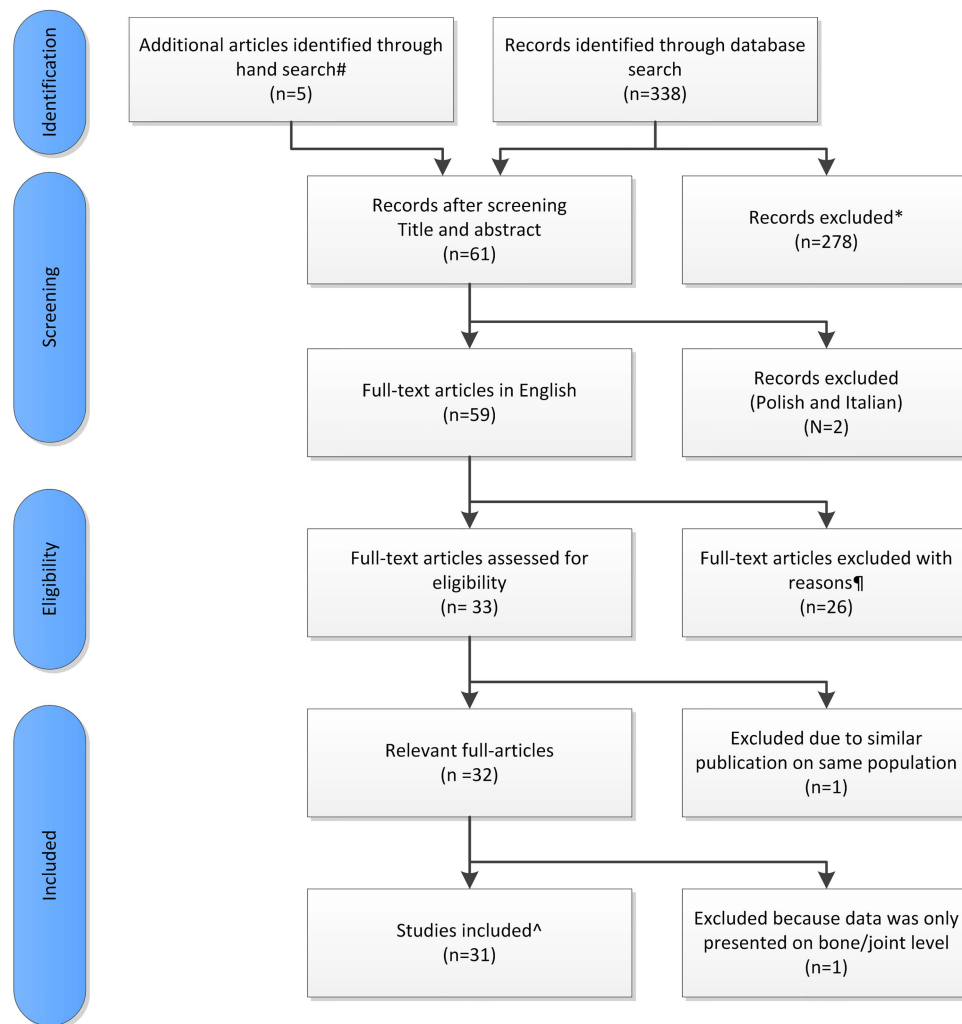 Identification
Additional articles identified through
hand search#
(n=5)
Records identified through database
search
(n=338)
Screening
Records after screening
Title and abstract
(n=61)
Records excluded*
(n=278)
Full-text articles in English
(n=59)
Records excluded
(Polish and Italian)
(N=2)
Eligibility
Full-text articles assessed for
eligibility
(n= 33)
Full-text articles excluded with
reasons¶
(n=26)
Included
Relevant full-articles
(n =32)
Excluded due to similar
publication on same population
(n=1)
Studies included^
(n=31)
Excluded because data was only
presented on bone/joint level
(n=1)